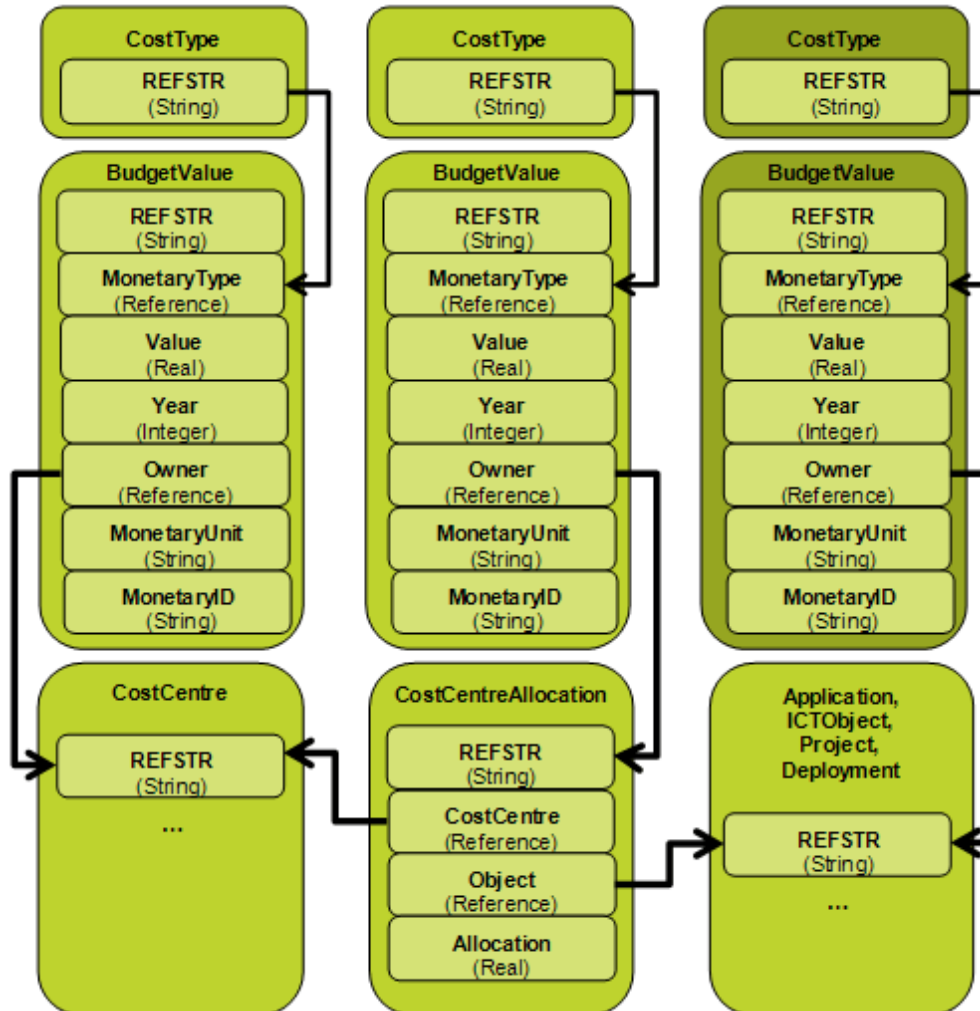 CostType
REFSTR
(String)
BudgetValue
REFSTR
(String)
MonetaryType
(Reference)
Value
(Real)
Year
(Integer)
Owner
(Reference)
MonetaryUnit
(String)
MonetaryID
(String)
CostCentre
REFSTR
(String)
...
CostType
REFSTR
(String)
BudgetValue
REFSTR
(String)
MonetaryType
(Reference)
Value
(Real)
Year
(Integer)
Owner
(Reference)
MonetaryUnit
(String)
MonetaryID
(String)
CostCentreAllocation
REFSTR
(String)
CostCentre
(Reference)
Object
(Reference)
Allocation
(Real)
CostType
REFSTR
(String)
BudgetValue
REFSTR
(String)
MonetaryType
(Reference)
Value
(Real)
Year
(Integer)
Owner
(Reference)
MonetaryUnit
(String)
MonetaryID
(String)
Application,
ICTObject,
Project,
Deployment
REFSTR
(String)
...